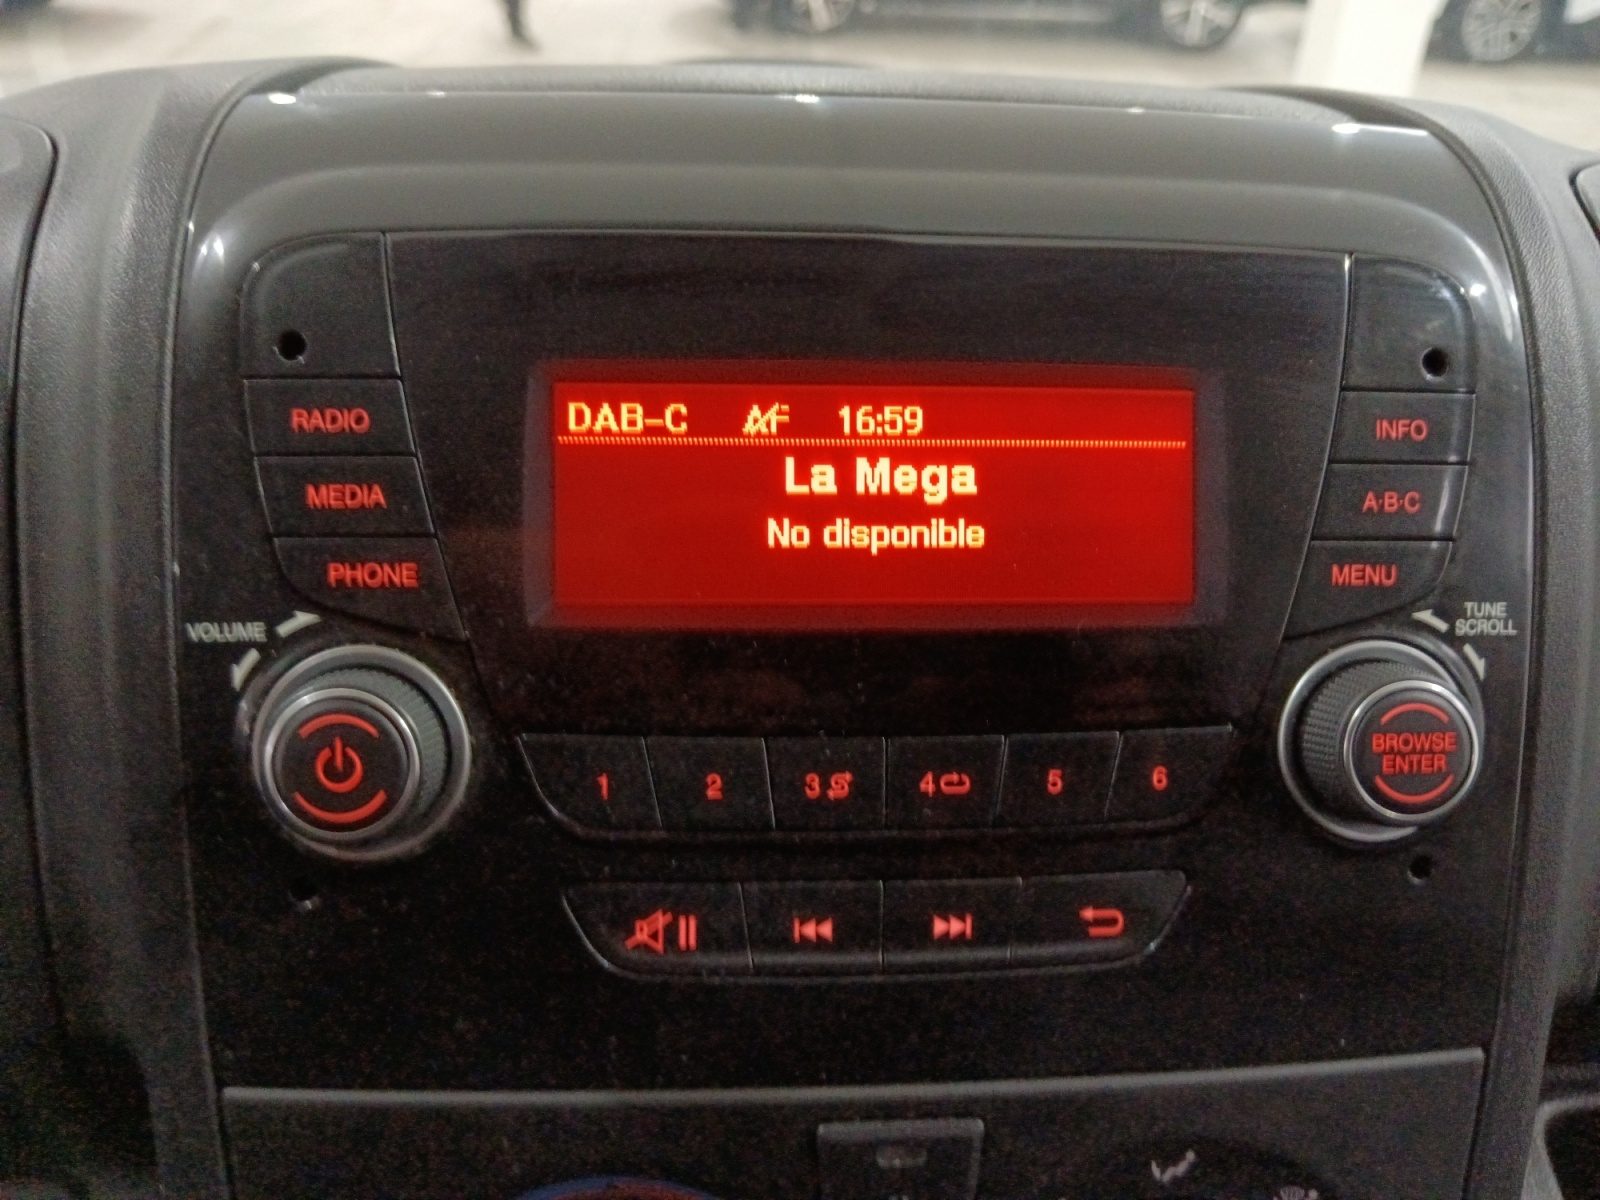 DAB-C AF 16:59
La Mega
No disponible
RADIO
MEDIA
PHONE
VOLUME
INFO
A·B·C
MENU
TUNE
SCROLL
BROWSE
ENTER
1 2 3 4 5 6